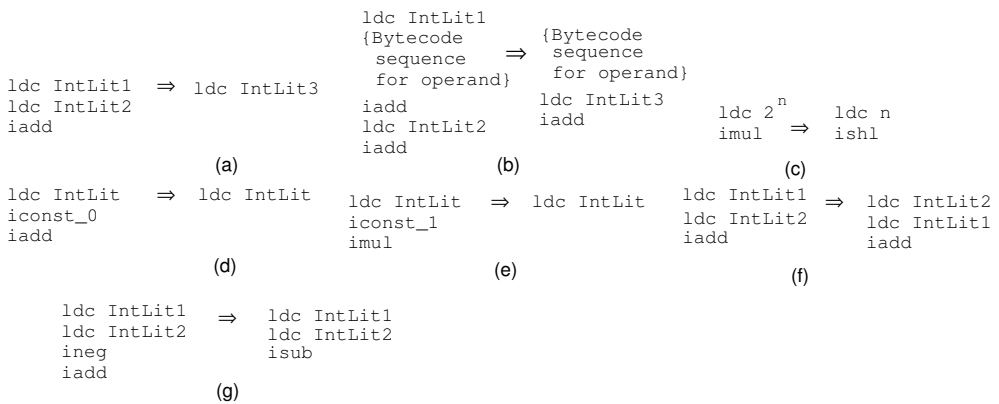 ldc IntLit1 ⇒ ldc IntLit3
ldc IntLit2
iadd
(a)
ldc IntLit1
{Bytecode ⇒ {Bytecode
sequence sequence
for operand} for operand}
iadd ldc IntLit3
ldc IntLit2 iadd
iadd
(b)
ldc 2^n ldc n
imul ⇒ ishl
(c)
ldc IntLit ⇒ ldc IntLit
iconst_0
iadd
(d)
ldc IntLit ⇒ ldc IntLit
iconst_1
imul
(e)
ldc IntLit1 ⇒ ldc IntLit2
ldc IntLit2 ldc IntLit1
iadd iadd
(f)
ldc IntLit1 ⇒ ldc IntLit1
ldc IntLit2 ldc IntLit2
ineg isub
iadd
(g)